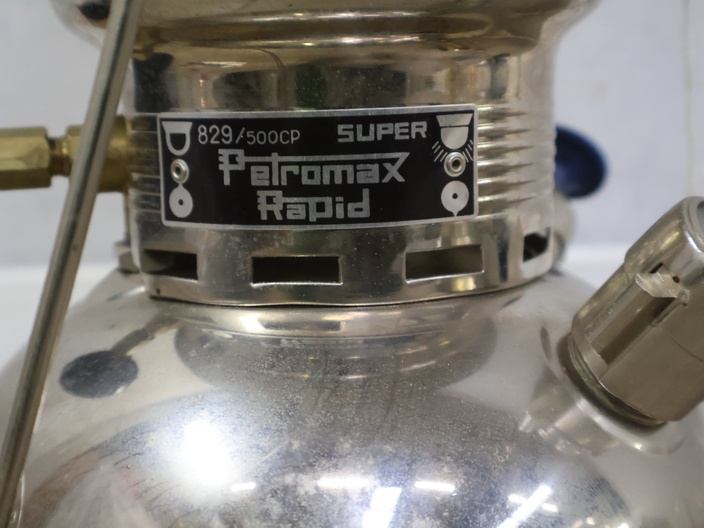 829/500CP SUPER
Petromax
Rapid